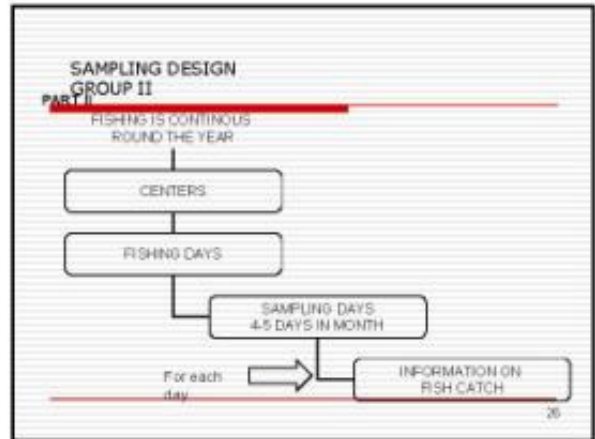 SAMPLING DESIGN
GROUP II
PART II
FISHING IS CONTINOUS
ROUND THE YEAR
CENTERS
FISHING DAYS
SAMPLING DAYS
4-5 DAYS IN MONTH
For each
day
INFORMATION ON
FISH CATCH
26